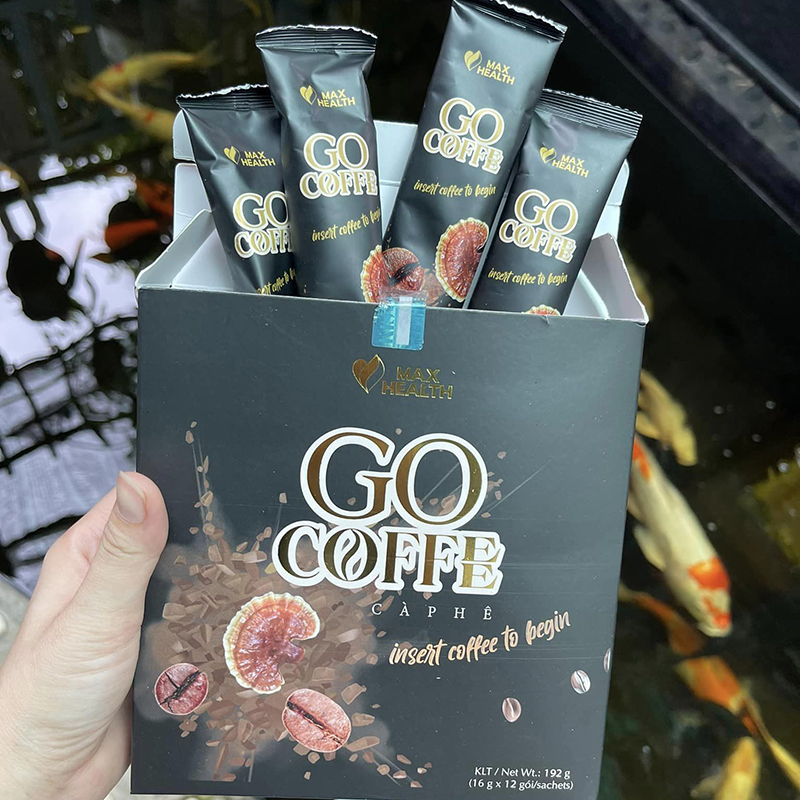 MAX
HEALTH
GO
COFFE
insert coffee to begin
MAX
HEALTH
GO
COFFE
insert coffee to begin
MAX
HEALTH
GO
COFFE
insert coffee to begin
MAX
HEALTH
GO
COFFE
insert coffee to begin
MAX
HEALTH
GO
COFFE
CÀ PHÊ
insert coffee to begin
KLT / Net Wt.: 192 g
(16 g x 12 gói/sachets)